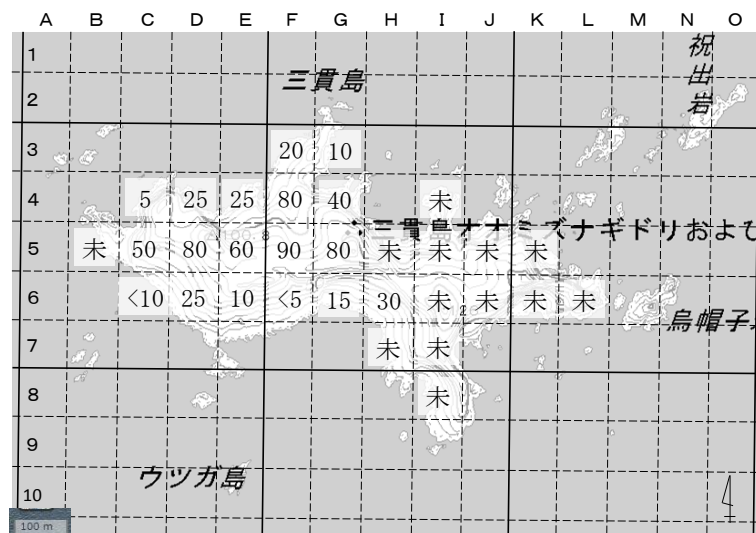 A B C D E F G H I J K L M N O
1 祝出岩
2 三貫島
3 20 10
4 5 25 25 80 40 未
三貫島オオミズナギドリおよび
5 未 50 80 60 90 80 未 未 未 未
6 <10 25 10 <5 15 30 未 未 未 未
烏帽子
7 未 未
8 未
9
ウツガ島
10
100 m